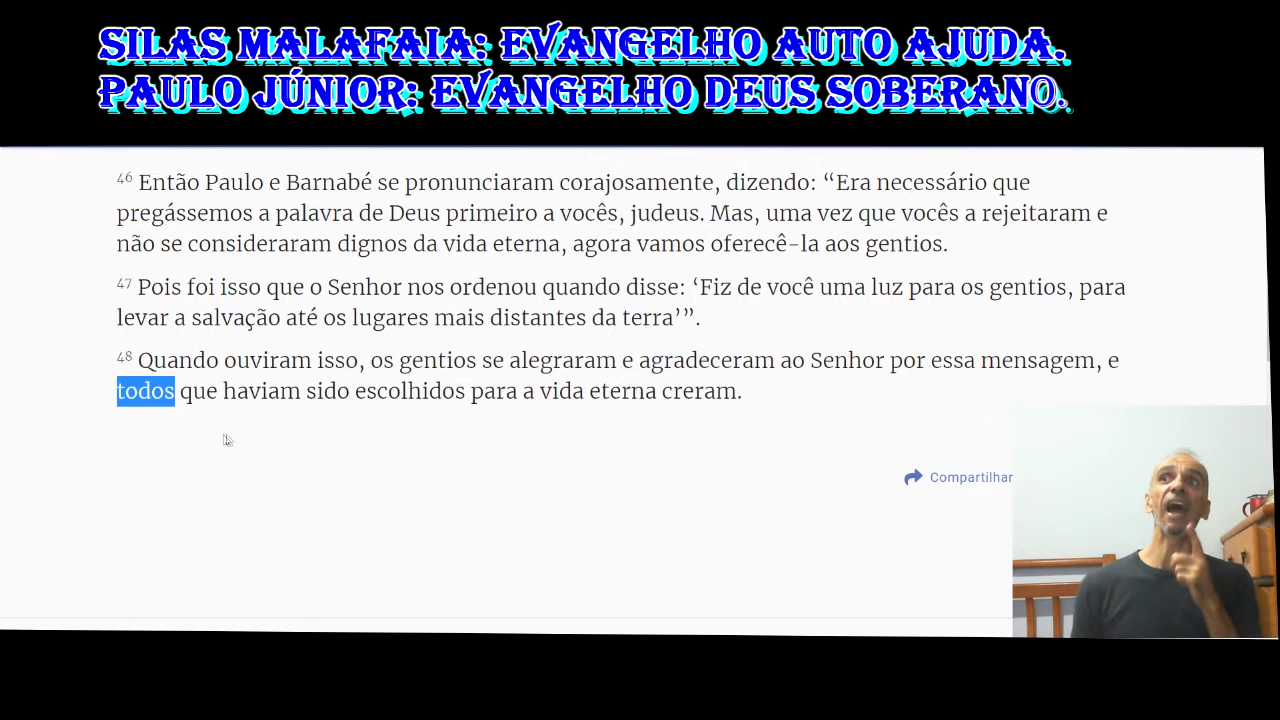 SILAS MALAFAIA: EVANGELHO AUTO AJUDA.
PAULO JÚNIOR: EVANGELHO DEUS SOBERANO.
46 Então Paulo e Barnabé se pronunciaram corajosamente, dizendo: “Era necessário que
pregássemos a palavra de Deus primeiro a vocês, judeus. Mas, uma vez que vocês a rejeitaram e
não se consideraram dignos da vida eterna, agora vamos oferecê-la aos gentios.
47 Pois foi isso que o Senhor nos ordenou quando disse: ‘Fiz de você uma luz para os gentios, para
levar a salvação até os lugares mais distantes da terra’”.
48 Quando ouviram isso, os gentios se alegraram e agradeceram ao Senhor por essa mensagem, e
todos que haviam sido escolhidos para a vida eterna creram.
Compartilhar